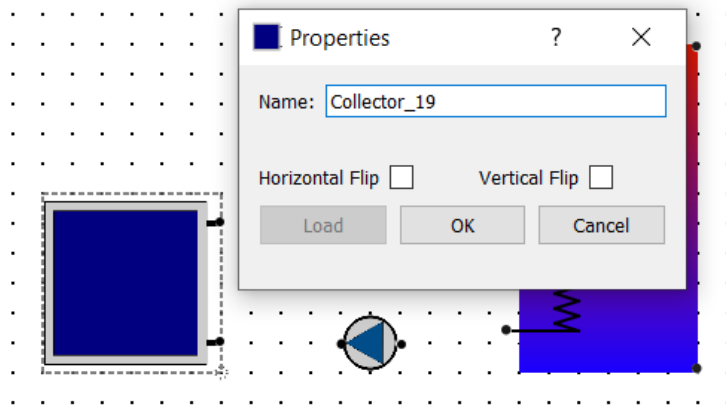 Properties ?
Name: Collector_19
Horizontal Flip Vertical Flip
Load OK Cancel